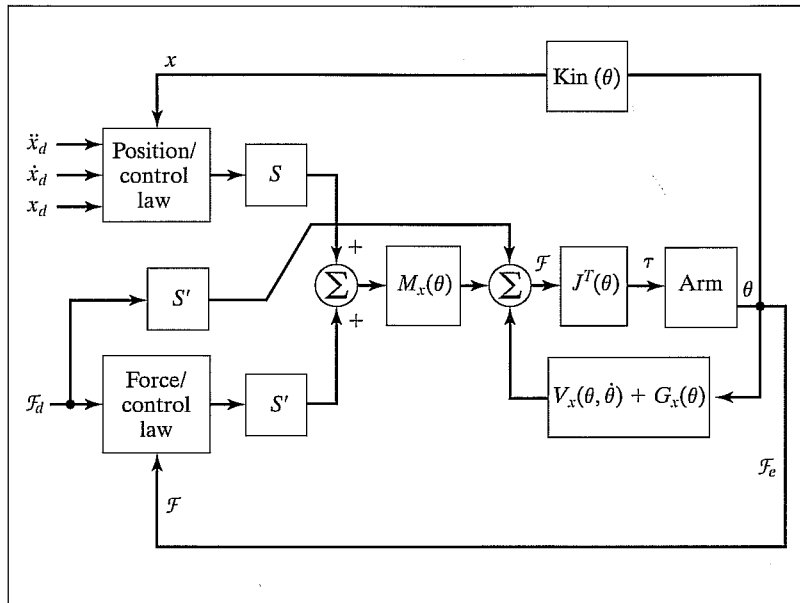 x
Kin (θ)
ẍ_d
ẋ_d
x_d
Position/
control
law
S
+
Σ
+
M_x(θ)
Σ
ℱ
J^T(θ)
τ
Arm
θ
S'
ℱ_d
Force/
control
law
S'
V_x(θ, θ̇) + G_x(θ)
ℱ_e
ℱ